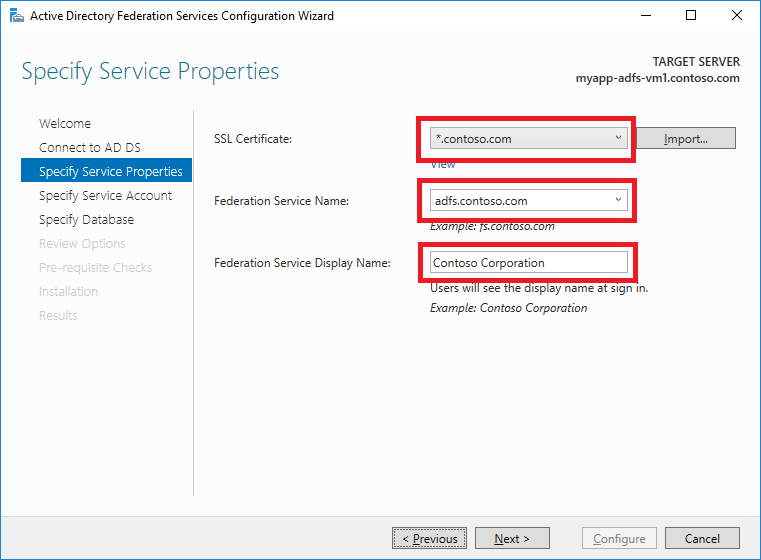 Active Directory Federation Services Configuration Wizard
Specify Service Properties
TARGET SERVER
myapp-adfs-vm1.contoso.com
Welcome
Connect to AD DS
Specify Service Properties
Specify Service Account
Specify Database
Review Options
Pre-requisite Checks
Installation
Results
SSL Certificate:
*.contoso.com
Import...
View
Federation Service Name:
adfs.contoso.com
Example: fs.contoso.com
Federation Service Display Name:
Contoso Corporation
Users will see the display name at sign in.
Example: Contoso Corporation
< Previous
Next >
Configure
Cancel